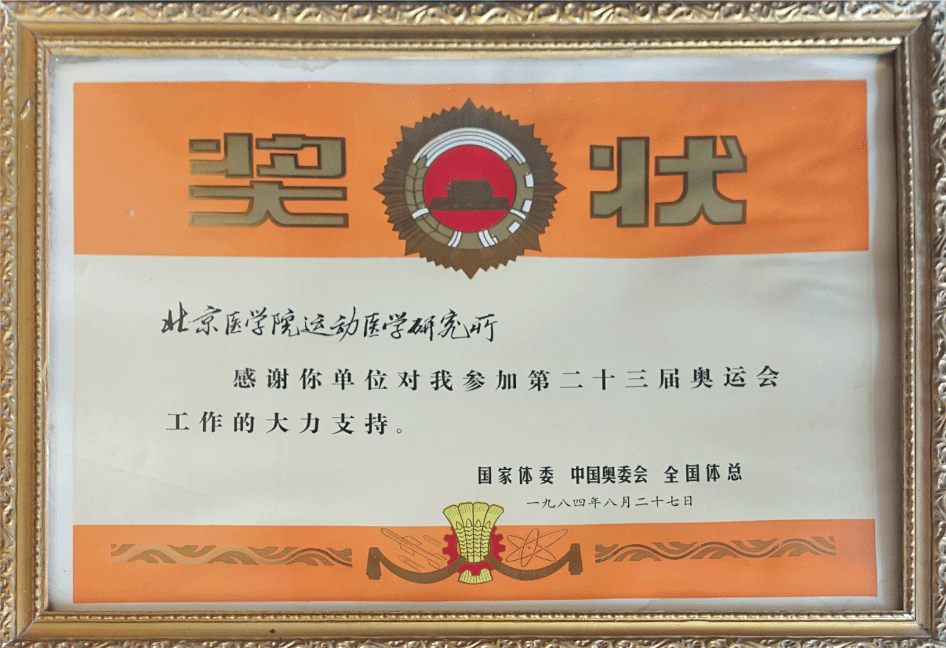 奖状
北京医学院运动医学研究所
感谢你单位对我参加第二十三届奥运会
工作的大力支持。
国家体委 中国奥委会 全国体总
一九八四年八月二十七日